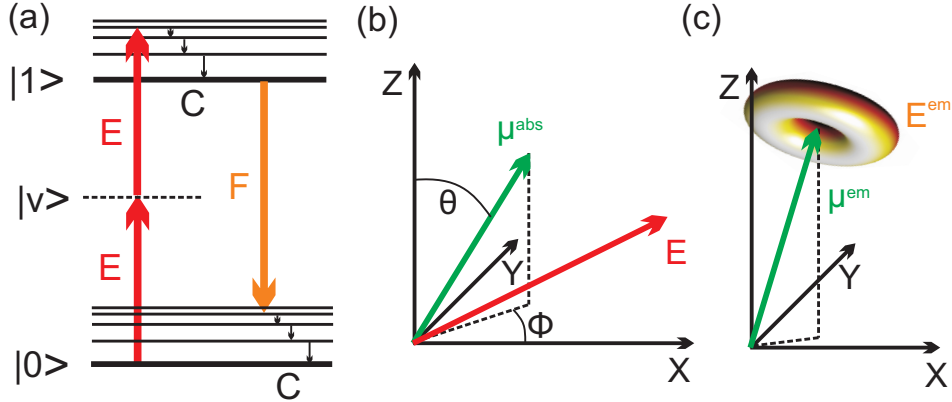 (a)
|1>
C
E
|v>
F
E
|0>
C
(b)
Z
μabs
θ
Y
E
Φ
X
(c)
Z
Eem
μem
Y
X